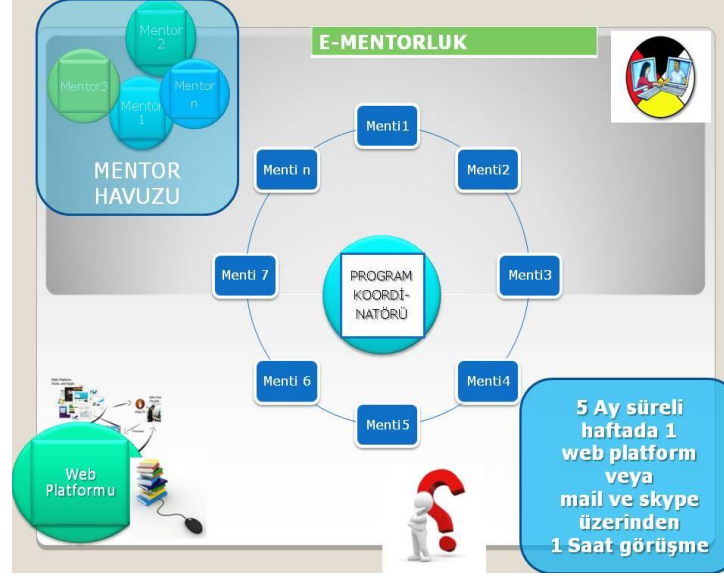 E-MENTORLUK
Mentor
2
Mentor3
Mentor
n
Mentor
1
MENTOR
HAVUZU
Menti1
Menti n
Menti2
Menti 7
Menti3
PROGRAM
KOORDİ-
NATÖRÜ
Menti 6
Menti4
Menti5
Web
Platformu
5 Ay süreli
haftada 1
web platform
veya
mail ve skype
üzerinden
1 Saat görüşme